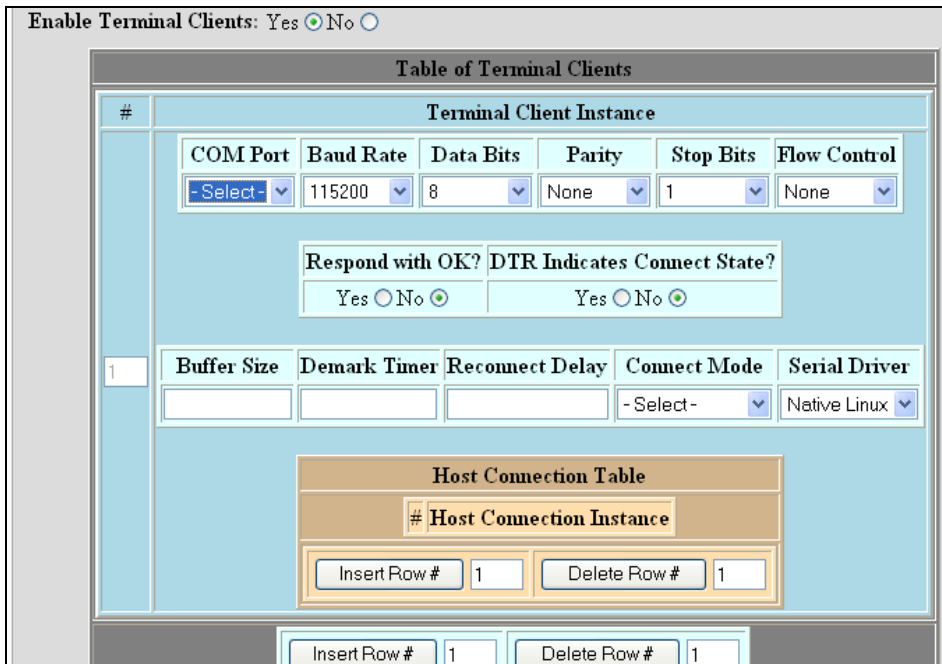 Enable Terminal Clients: Yes No
Table of Terminal Clients
# Terminal Client Instance
COM Port Baud Rate Data Bits Parity Stop Bits Flow Control
- Select - 115200 8 None 1 None
Respond with OK? DTR Indicates Connect State?
Yes No Yes No
1
Buffer Size Demark Timer Reconnect Delay Connect Mode Serial Driver
- Select - Native Linux
Host Connection Table
# Host Connection Instance
Insert Row # 1 Delete Row # 1
Insert Row # 1 Delete Row # 1